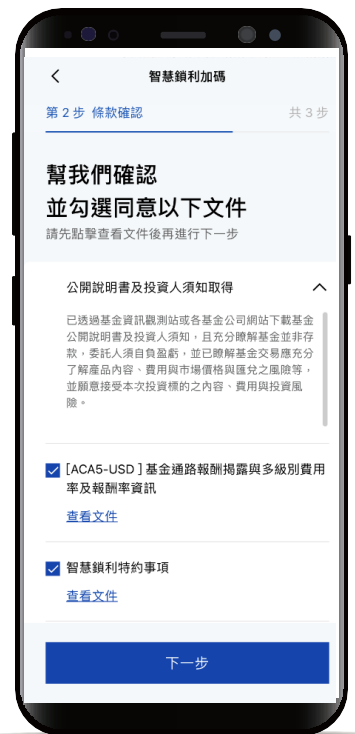 智慧鎖利加碼
第 2 步 條款確認
共 3 步
幫我們確認
並勾選同意以下文件
請先點擊查看文件後再進行下一步
公開說明書及投資人須知取得
已透過基金資訊觀測站或各基金公司網站下載基金
公開說明書及投資人須知，且充分瞭解基金並非存
款，委託人須自負盈虧，並已瞭解基金交易應充分
了解產品內容、費用與市場價格與匯兌之風險等，
並願意接受本次投資標的之內容、費用與投資風
險。
[ACA5-USD ] 基金通路報酬揭露與多級別費用
率及報酬率資訊
查看文件
智慧鎖利特約事項
查看文件
下一步